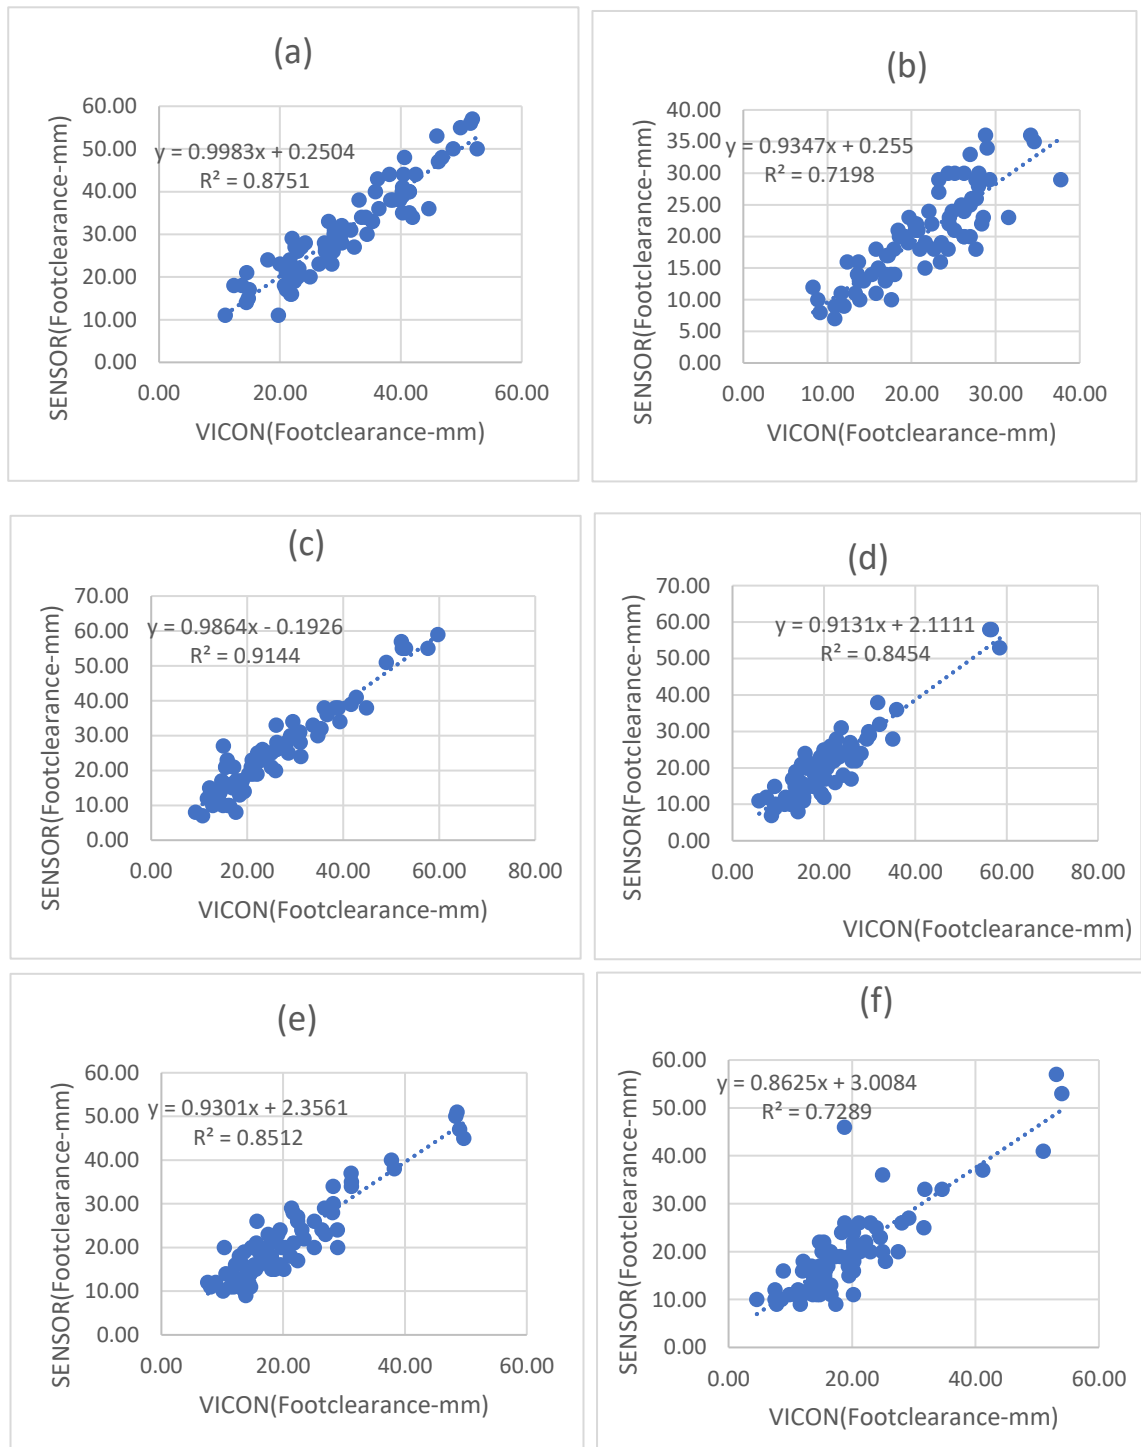 (a)
SENSOR(Footclearance-mm)
60.00
50.00
40.00
30.00
20.00
10.00
0.00
y = 0.9983x + 0.2504
R² = 0.8751
0.00 20.00 40.00 60.00
VICON(Footclearance-mm)
(b)
SENSOR(Footclearance-mm)
40.00
35.00
30.00
25.00
20.00
15.00
10.00
5.00
0.00
y = 0.9347x + 0.255
R² = 0.7198
0.00 10.00 20.00 30.00 40.00
VICON(Footclearance-mm)
(c)
SENSOR(Footclearance-mm)
70.00
60.00
50.00
40.00
30.00
20.00
10.00
0.00
y = 0.9864x - 0.1926
R² = 0.9144
0.00 20.00 40.00 60.00 80.00
VICON(Footclearance-mm)
(d)
SENSOR(Footclearance-mm)
70.00
60.00
50.00
40.00
30.00
20.00
10.00
0.00
y = 0.9131x + 2.1111
R² = 0.8454
0.00 20.00 40.00 60.00 80.00
VICON(Footclearance-mm)
(e)
SENSOR(Footclearance-mm)
60.00
50.00
40.00
30.00
20.00
10.00
0.00
y = 0.9301x + 2.3561
R² = 0.8512
0.00 20.00 40.00 60.00
VICON(Footclearance-mm)
(f)
SENSOR(Footclearance-mm)
60.00
50.00
40.00
30.00
20.00
10.00
0.00
y = 0.8625x + 3.0084
R² = 0.7289
0.00 20.00 40.00 60.00
VICON(Footclearance-mm)